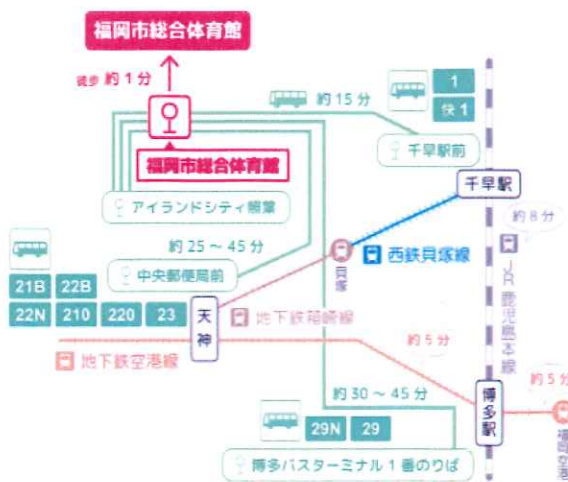 福岡市総合体育館
徒歩 約1分
福岡市総合体育館
約15分
1
快1
千早駅前
千早駅
アイランドシティ照葉
約25～45分
中央郵便局前
21B 22B
22N 210 220 23
天神
貝塚
西鉄貝塚線
地下鉄箱崎線
地下鉄空港線
約8分
JR鹿児島本線
約5分
約5分
博多駅
福岡空港
約30～45分
29N 29
博多バスターミナル1番のりば